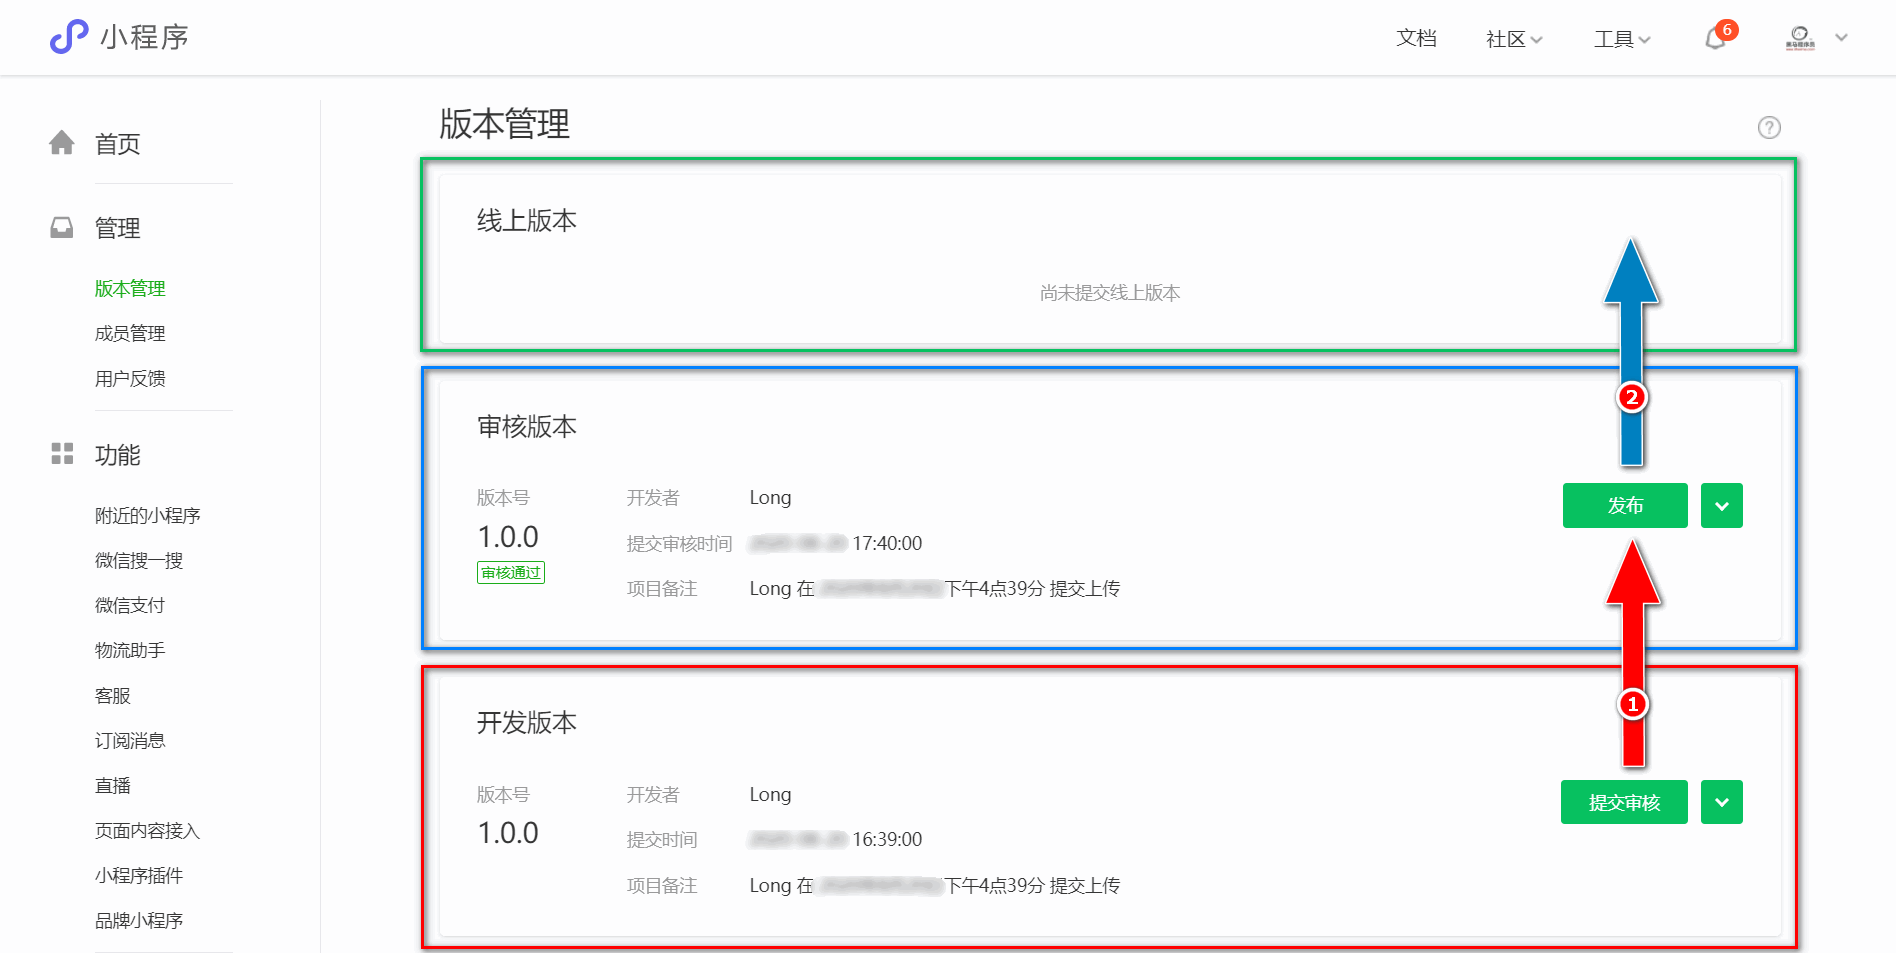 小程序
文档 社区 工具 6
首页
管理
版本管理
成员管理
用户反馈
功能
附近的小程序
微信搜一搜
微信支付
物流助手
客服
订阅消息
直播
页面内容接入
小程序插件
品牌小程序
版本管理
?
线上版本
尚未提交线上版本
2
审核版本
版本号 开发者 Long
发布
1.0.0
提交审核时间 17:40:00
审核通过
项目备注 Long 在 下午4点39分 提交上传
1
开发版本
版本号 开发者 Long
提交审核
1.0.0
提交时间 16:39:00
项目备注 Long 在 下午4点39分 提交上传